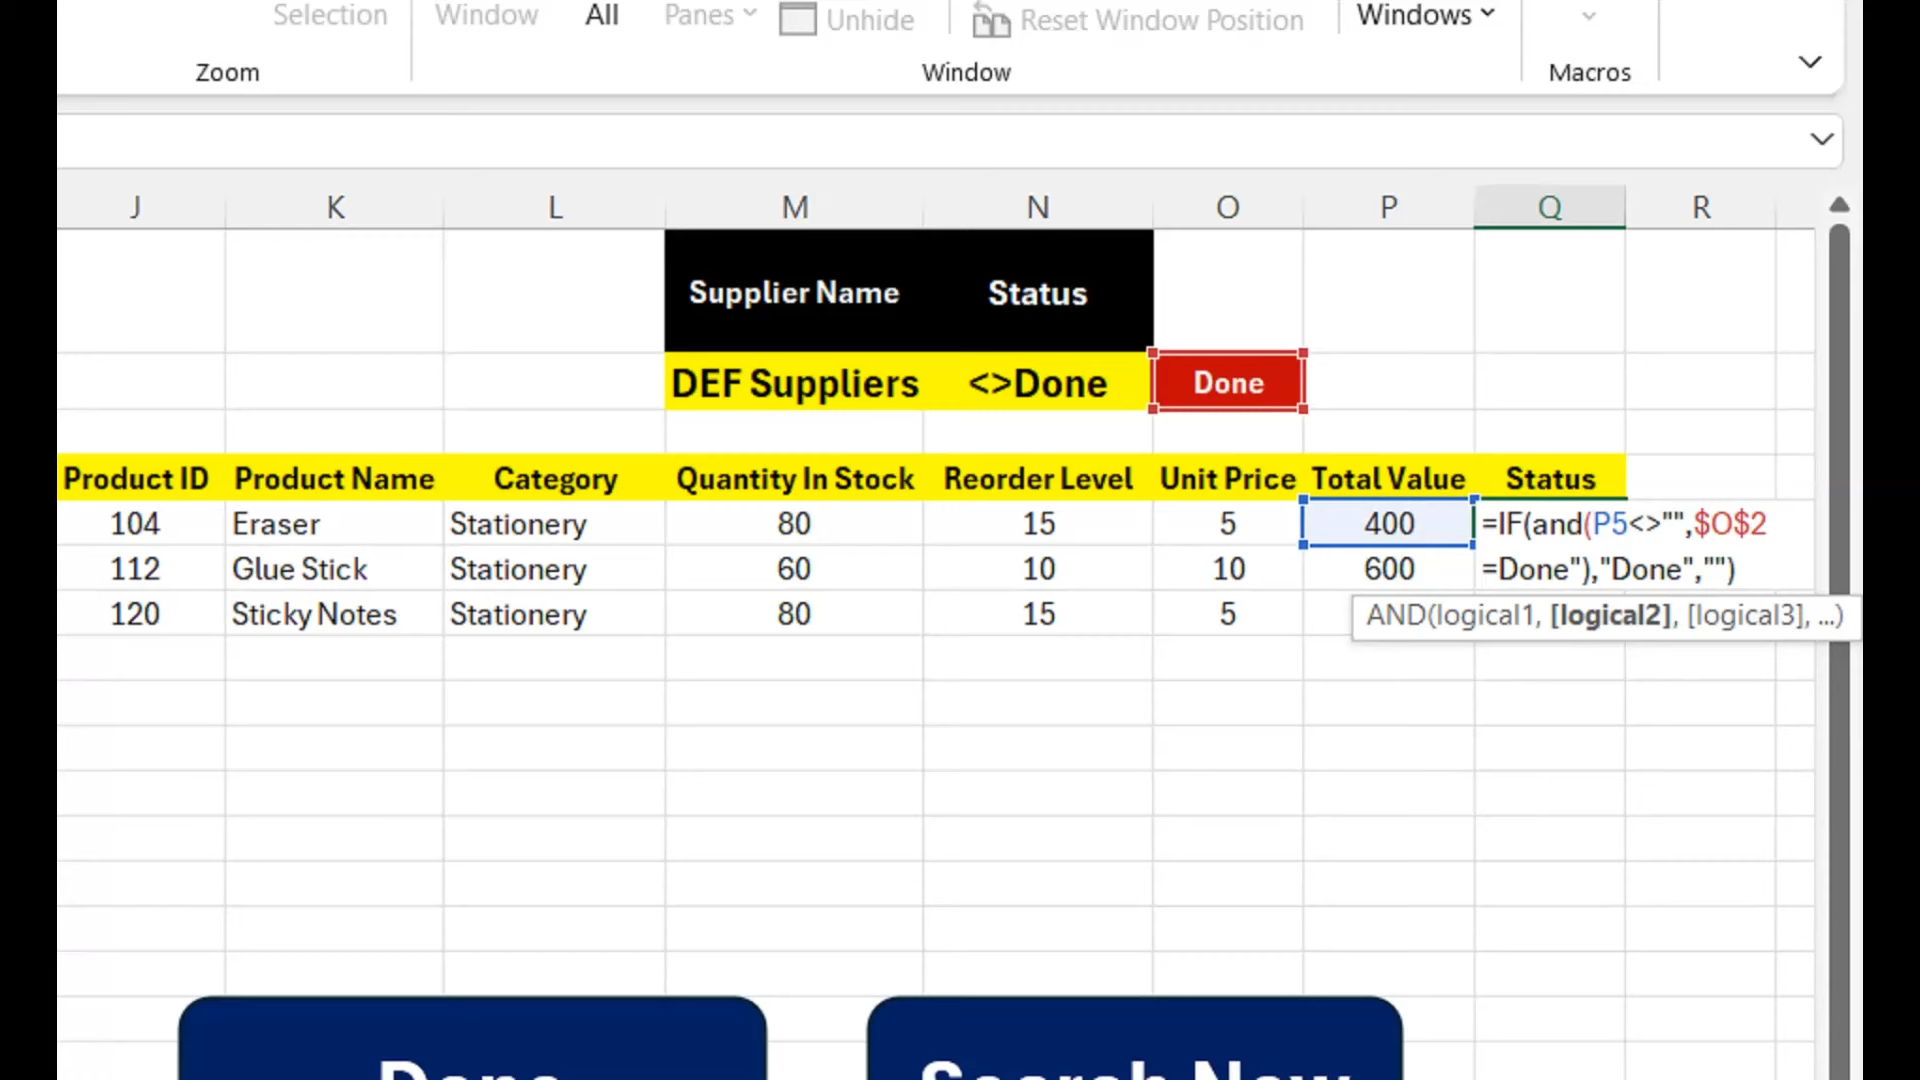 Selection Window All Panes Unhide Reset Window Position Windows
Zoom Window Macros
J K L M N O P Q R
Supplier Name Status
DEF Suppliers <>Done Done
Product ID Product Name Category Quantity In Stock Reorder Level Unit Price Total Value Status
104 Eraser Stationery 80 15 5 400 =IF(and(P5<>"",$O$2
112 Glue Stick Stationery 60 10 10 600 =Done"),"Done","")
120 Sticky Notes Stationery 80 15 5 AND(logical1, [logical2], [logical3], ...)
Done Search Now